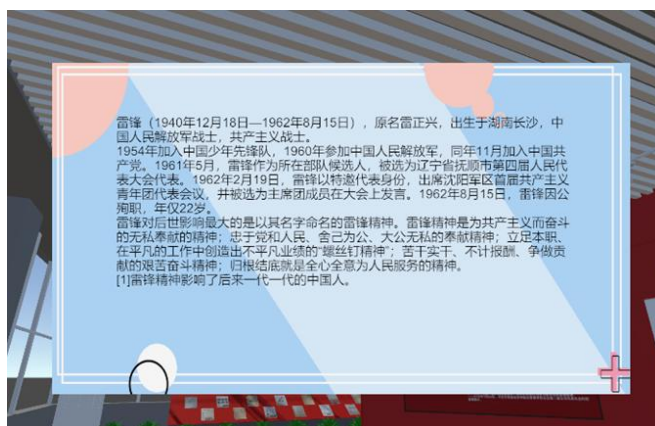 雷锋（1940年12月18日—1962年8月15日），原名雷正兴，出生于湖南长沙，中
国人民解放军战士，共产主义战士。
1954年加入中国少年先锋队，1960年参加中国人民解放军，同年11月加入中国共
产党。1961年5月，雷锋作为所在部队候选人，被选为辽宁省抚顺市第四届人民代
表大会代表。1962年2月19日，雷锋以特邀代表身份，出席沈阳军区首届共产主义
青年团代表会议，并被选为主席团成员在大会上发言。1962年8月15日，雷锋因公
殉职，年仅22岁。
雷锋对后世影响最大的是以其名字命名的雷锋精神。雷锋精神是为共产主义而奋斗
的无私奉献的精神；忠于党和人民、舍己为公、大公无私的奉献精神；立足本职、
在平凡的工作中创造出不平凡业绩的“螺丝钉精神”；苦干实干、不计报酬、争做贡
献的艰苦奋斗精神；归根结底就是全心全意为人民服务的精神。
[1]雷锋精神影响了后来一代一代的中国人。